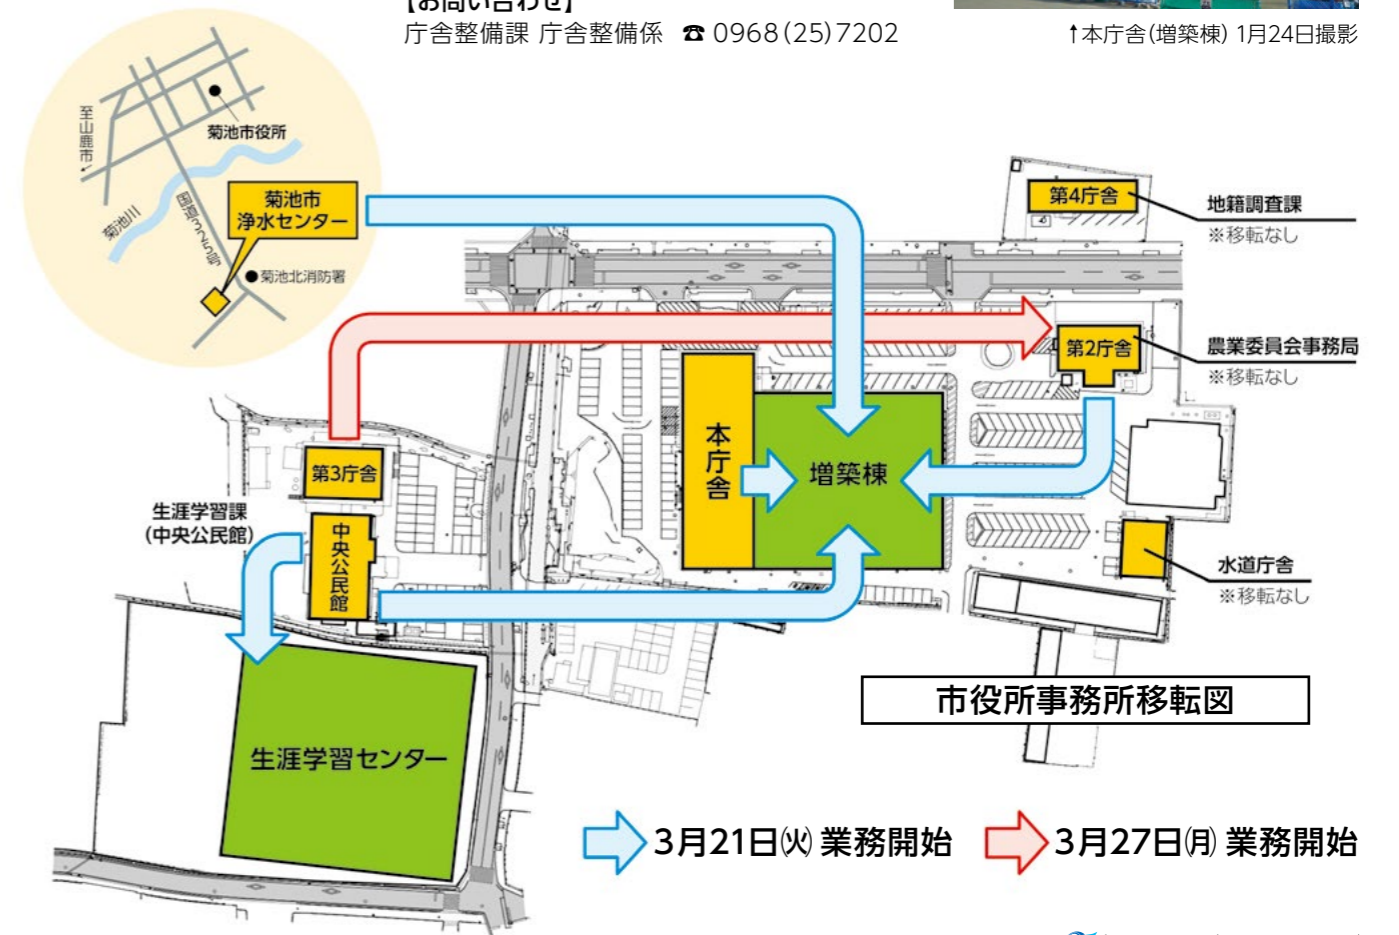 【お問い合わせ】
庁舎整備課 庁舎整備係 ☎ 0968(25)7202
↑本庁舎(増築棟) 1月24日撮影
至山鹿市
菊池市役所
菊池川
国道325号
菊池市
浄水センター
●菊池北消防署
第4庁舎
地籍調査課
※移転なし
第2庁舎
農業委員会事務局
※移転なし
本庁舎
増築棟
第3庁舎
生涯学習課
(中央公民館)
中央公民館
水道庁舎
※移転なし
市役所事務所移転図
生涯学習センター
3月21日㈫ 業務開始
3月27日㈪ 業務開始